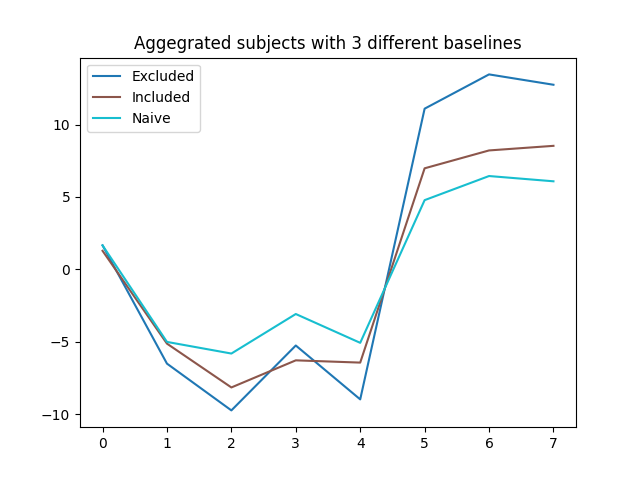 Aggegrated subjects with 3 different baselines
Excluded
Included
Naive
10
5
0
−5
−10
0 1 2 3 4 5 6 7